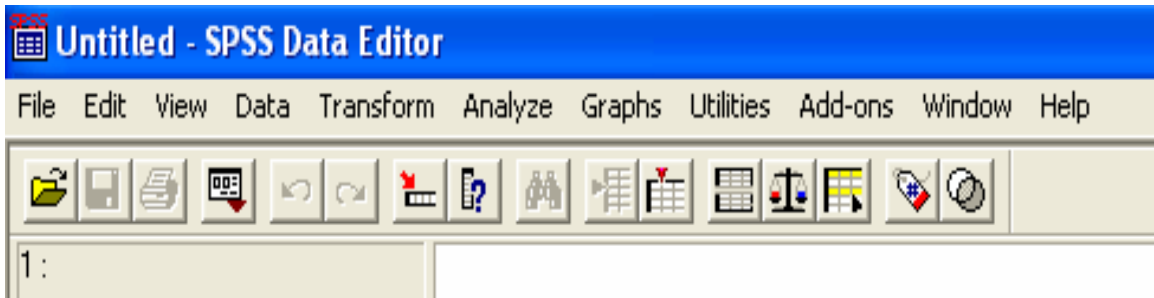 SPSS
Untitled - SPSS Data Editor
File Edit View Data Transform Analyze Graphs Utilities Add-ons Window Help
1 :